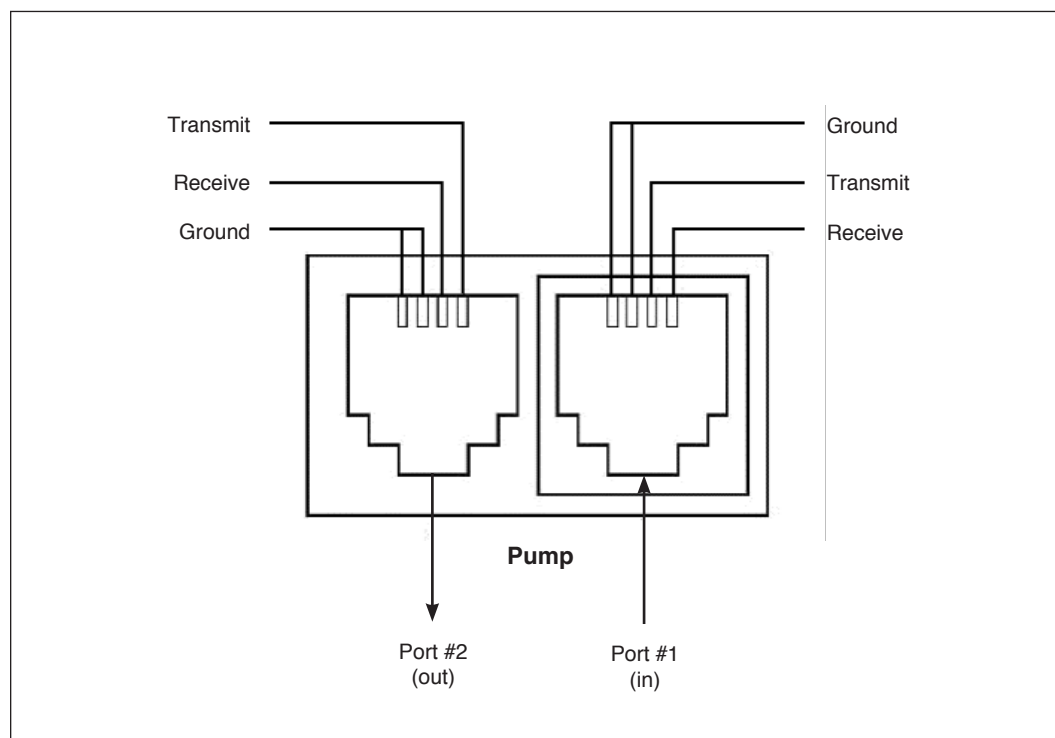 Transmit
Receive
Ground
Ground
Transmit
Receive
Pump
Port #2
(out)
Port #1
(in)